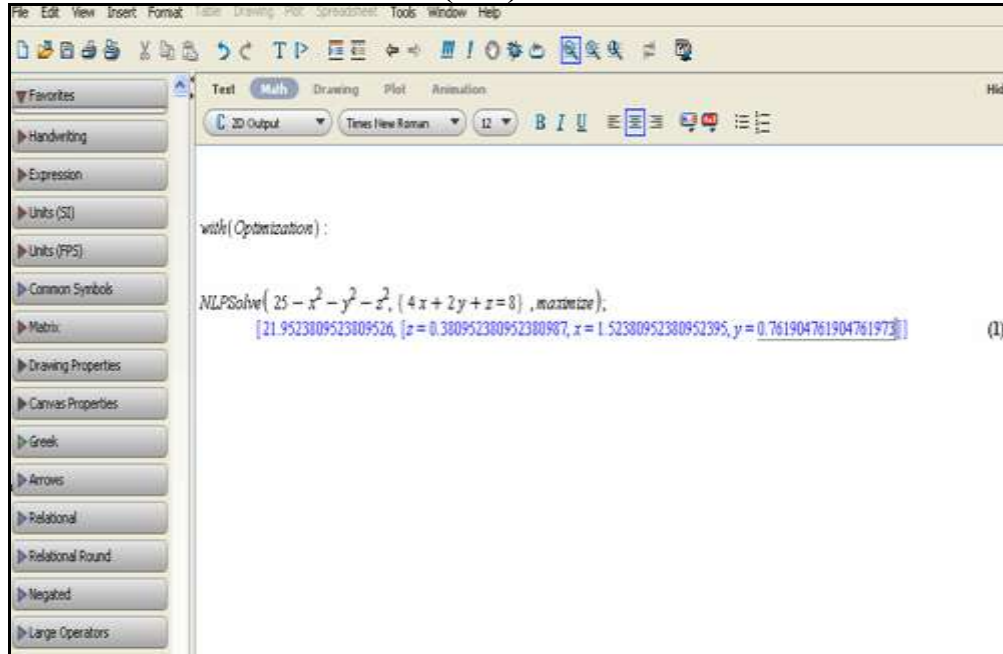 File Edit View Insert Format Table Drawing Plot Spreadsheet Tools Window Help
Favorites
Handwriting
Expression
Units (SI)
Units (FPS)
Common Symbols
Matrix
Drawing Properties
Canvas Properties
Greek
Arrows
Relational
Relational Round
Negated
Large Operators
Text Math Drawing Plot Animation Hid
C 2D Output Times New Roman 12 B I U
with(Optimization) :
NLPSolve( 25 − x² − y² − z², {4 x + 2 y + z = 8} , maximize);
[21.9523809523809526, [z = 0.380952380952380987, x = 1.52380952380952395, y = 0.761904761904761973]] (1)